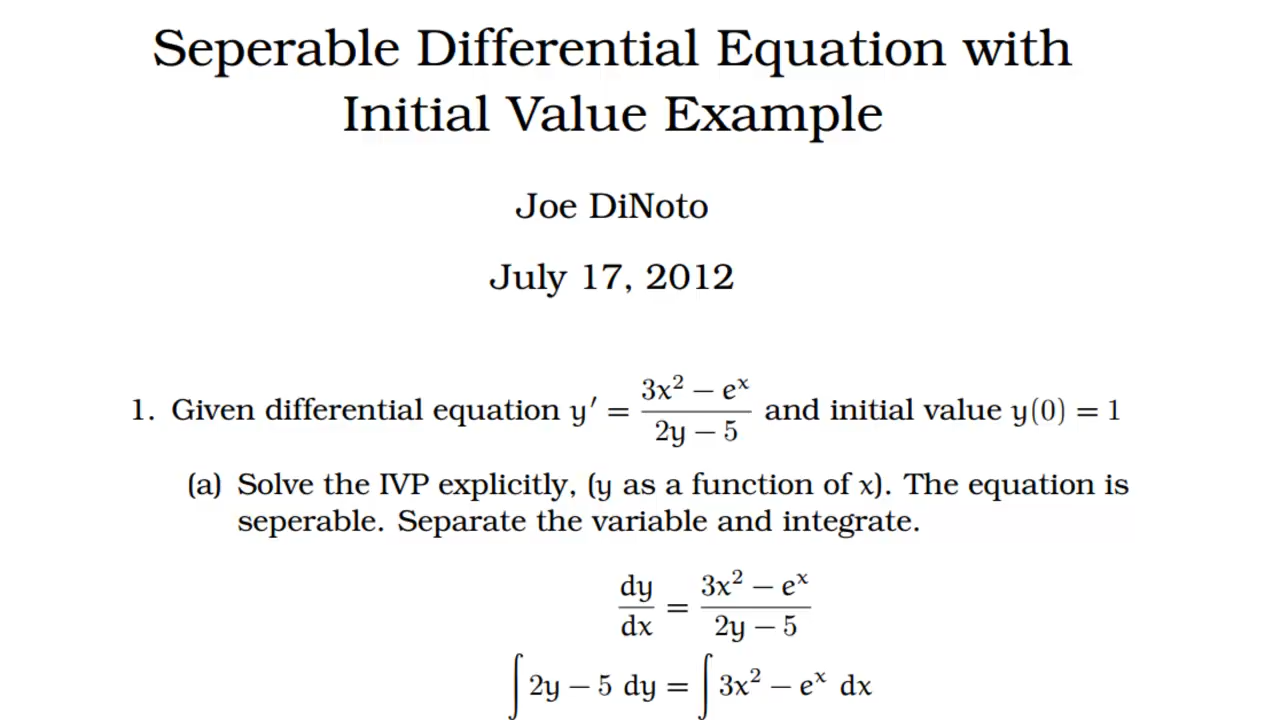 Seperable Differential Equation with
Initial Value Example
Joe DiNoto
July 17, 2012
1. Given differential equation y′ = (3x² − eˣ)/(2y − 5) and initial value y(0) = 1
(a) Solve the IVP explicitly, (y as a function of x). The equation is
seperable. Separate the variable and integrate.
dy/dx = (3x² − eˣ)/(2y − 5)
∫ 2y − 5 dy = ∫ 3x² − eˣ dx